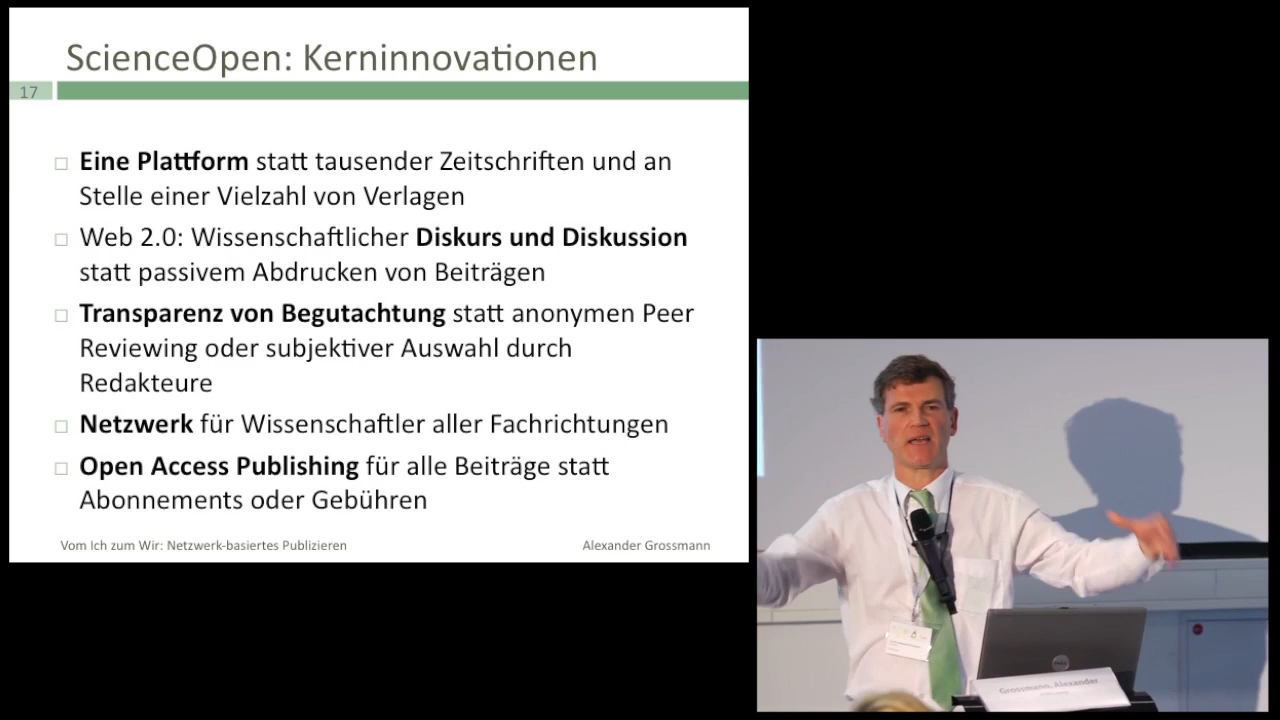 ScienceOpen: Kerninnovationen
17
□ Eine Plattform statt tausender Zeitschriften und an
Stelle einer Vielzahl von Verlagen
□ Web 2.0: Wissenschaftlicher Diskurs und Diskussion
statt passivem Abdrucken von Beiträgen
□ Transparenz von Begutachtung statt anonymen Peer
Reviewing oder subjektiver Auswahl durch
Redakteure
□ Netzwerk für Wissenschaftler aller Fachrichtungen
□ Open Access Publishing für alle Beiträge statt
Abonnements oder Gebühren
Vom Ich zum Wir: Netzwerk-basiertes Publizieren
Alexander Grossmann
DELL
Grossmann, Alexander